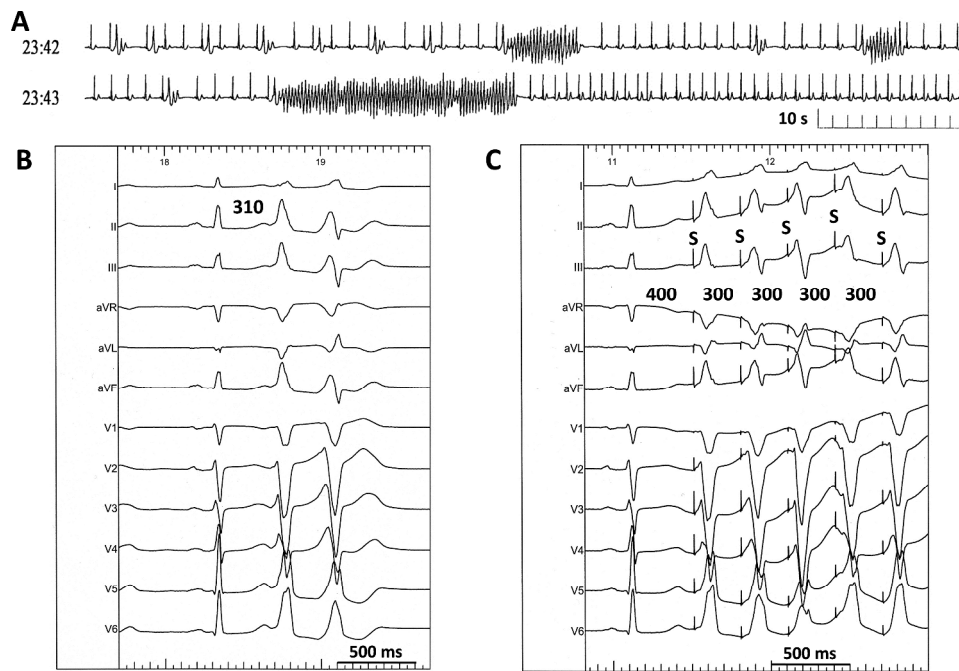 A
23:42
23:43
10 s
B
18 19
I
310
II
III
aVR
aVL
aVF
V1
V2
V3
V4
V5
V6
500 ms
C
11 12
I
II
S S S S S
III
400 300 300 300 300
aVR
aVL
aVF
V1
V2
V3
V4
V5
V6
500 ms